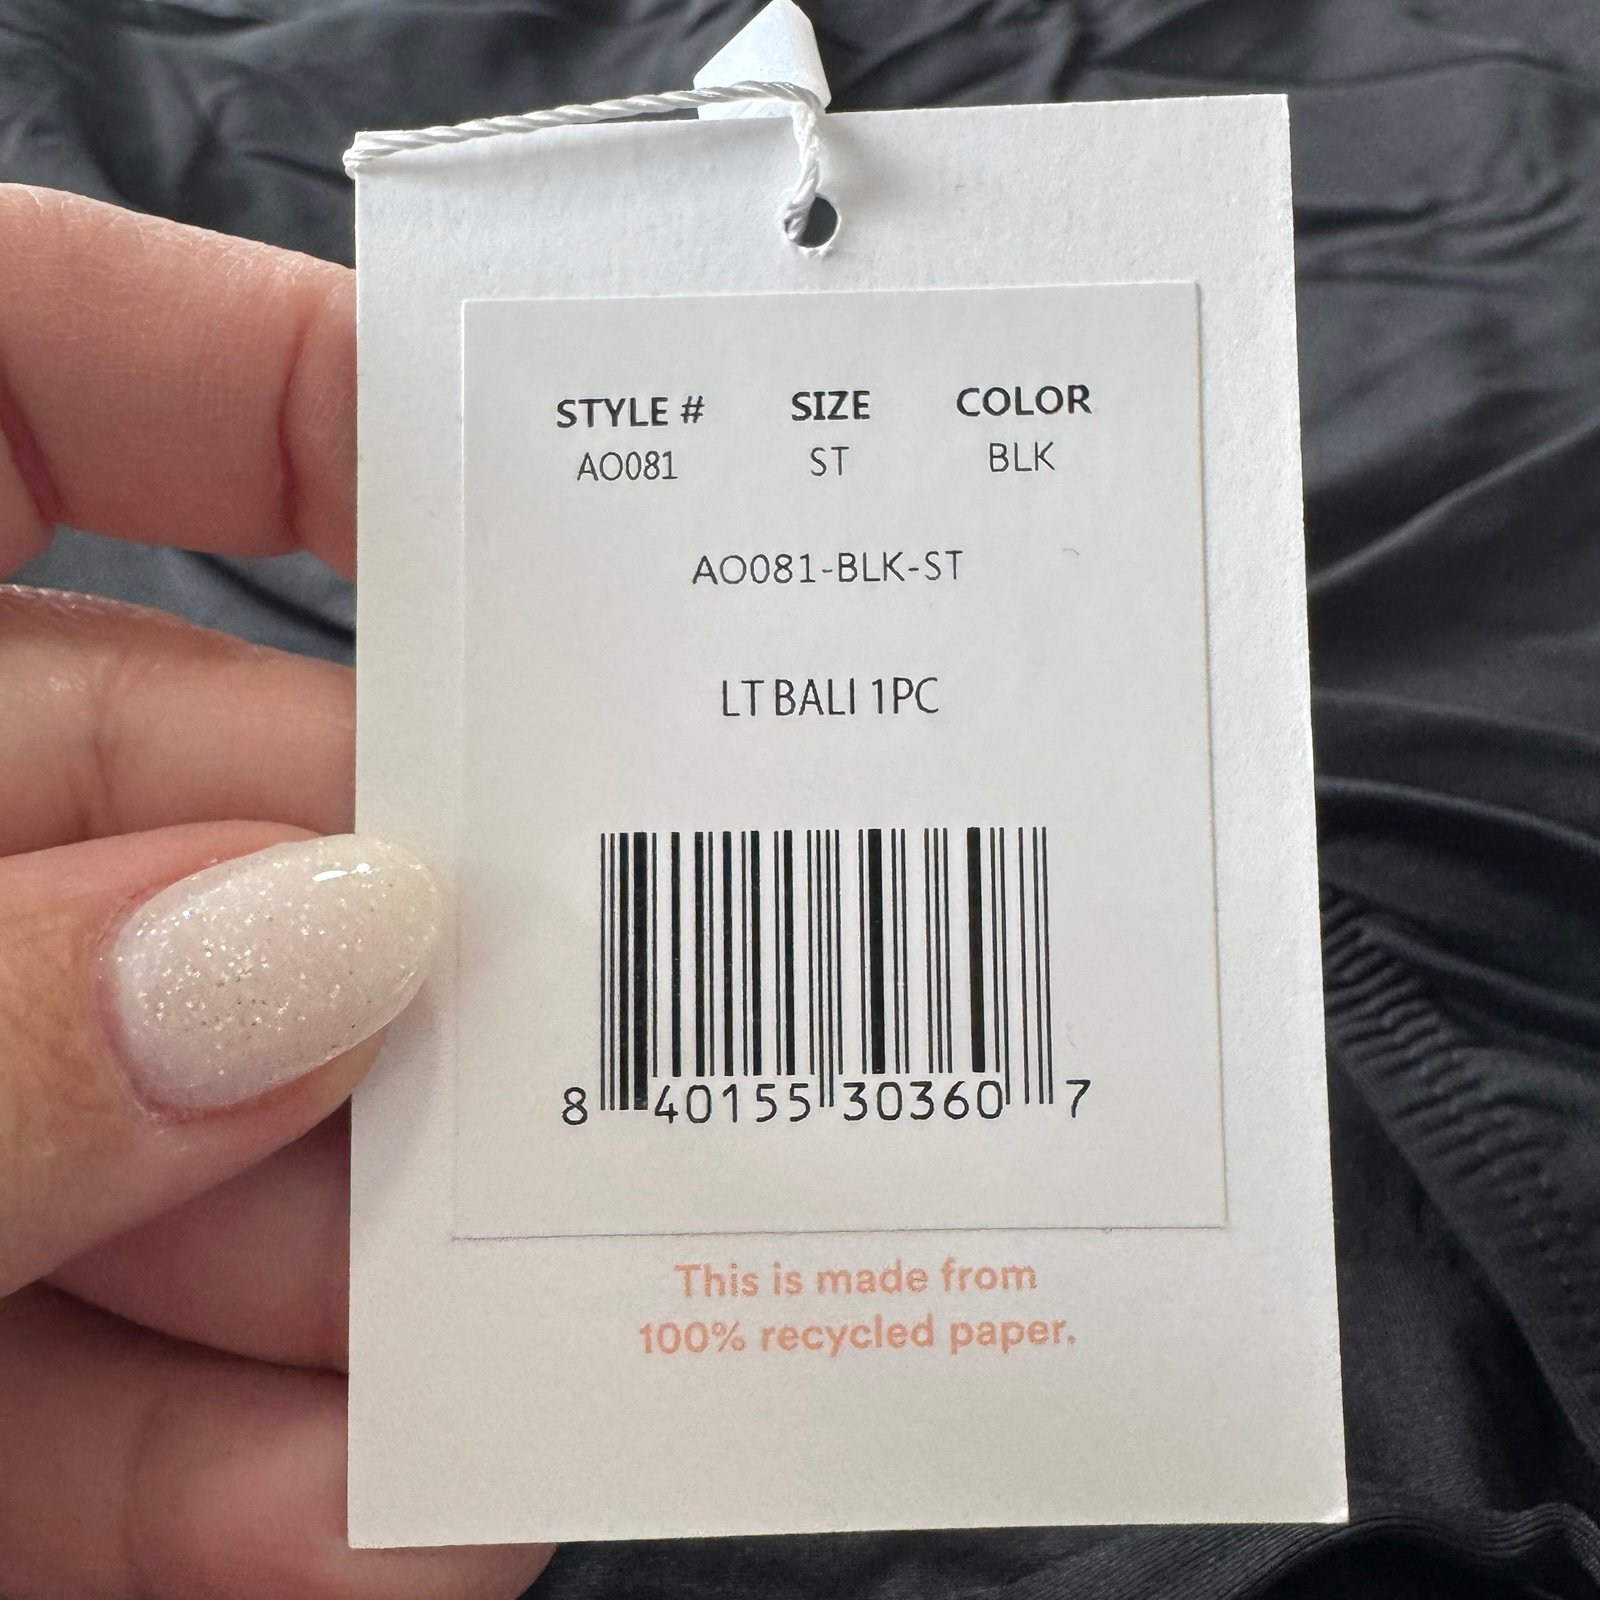 STYLE # SIZE COLOR
AO081 ST BLK
AO081-BLK-ST
LT BALI 1PC
8 40155 30360 7
This is made from
100% recycled paper.